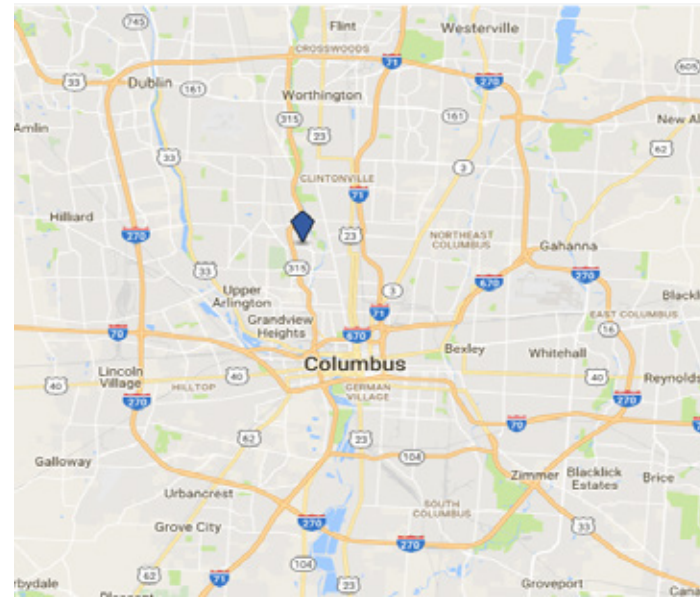 745
Flint
Westerville
CROSSWOODS
71
33
Dublin
161
270
605
Worthington
315
23
161
New Al
Amlin
62
33
3
CLINTONVILLE
71
Hilliard
270
23
NORTHEAST
COLUMBUS
Gahanna
33
315
270
670
Upper
Arlington
3
71
Blackl
EAST COLUMBUS
Grandview
Heights
70
670
16
Columbus
Bexley
Whitehall
Lincoln
Village
40
HILLTOP
40
GERMAN
VILLAGE
40
Reynolds
270
270
70
62
23
104
Galloway
Zimmer
Blacklick
Estates
Brice
Urbancrest
SOUTH
COLUMBUS
Grove City
270
33
270
104
62
71
23
Groveport
rbydale